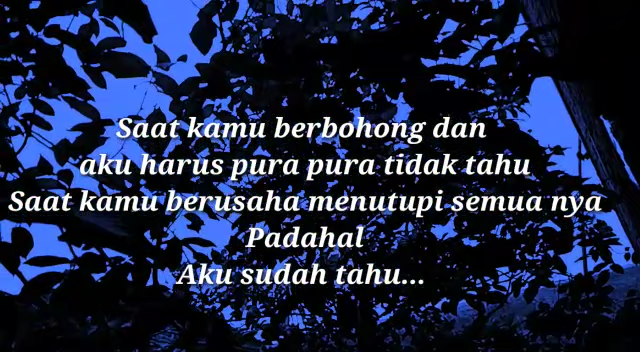 Saat kamu berbohong dan
aku harus pura pura tidak tahu
Saat kamu berusaha menutupi semua nya
Padahal
Aku sudah tahu...